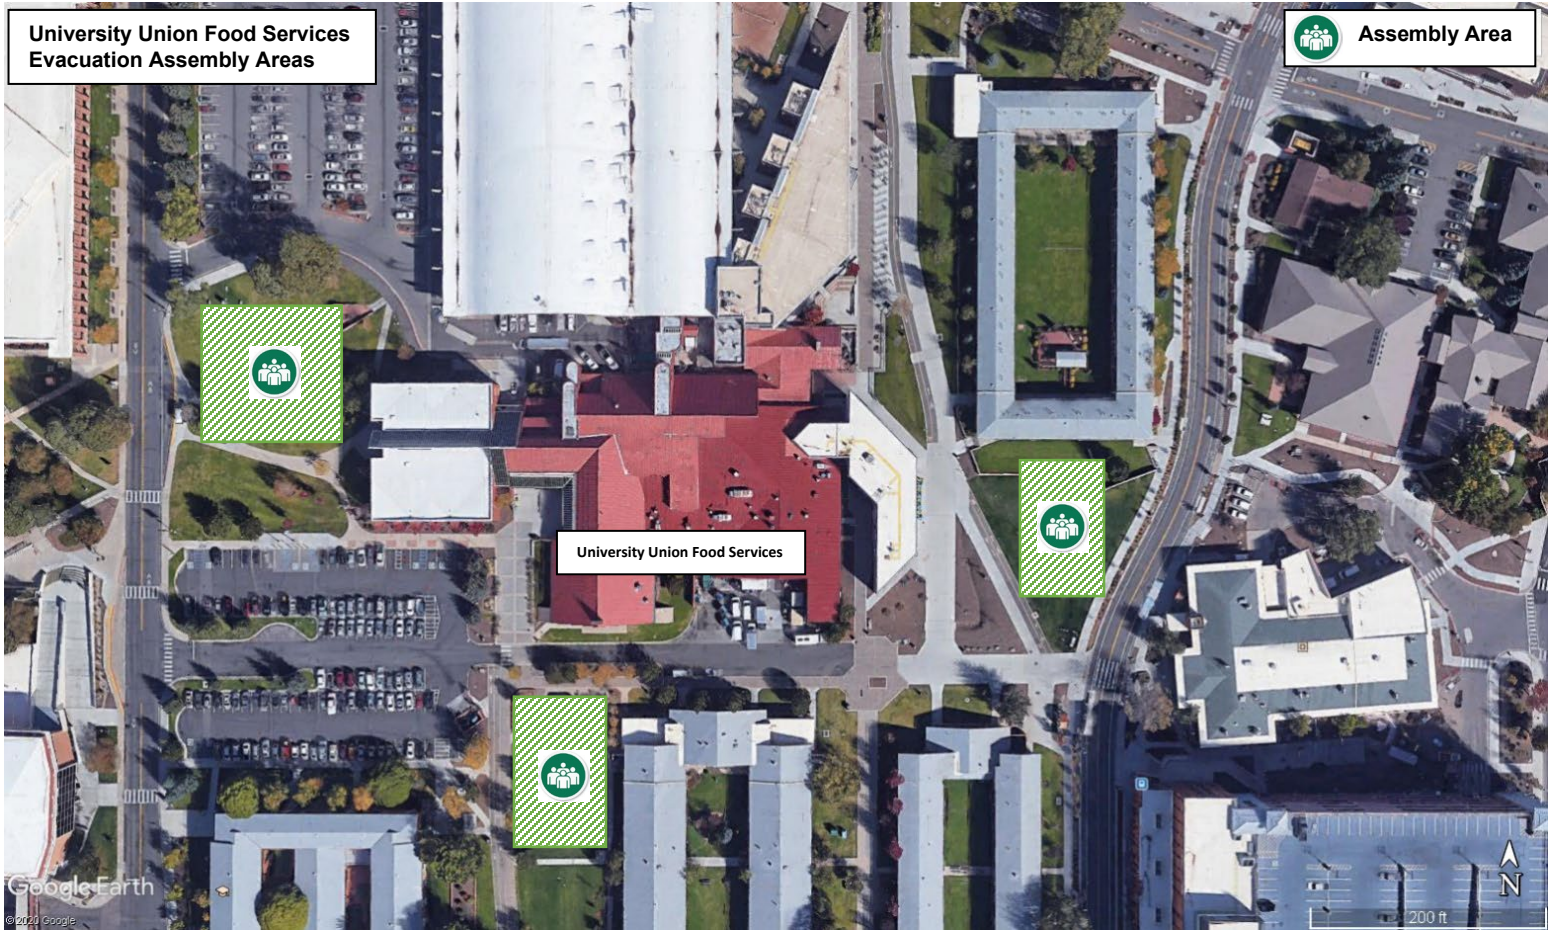 University Union Food Services
Evacuation Assembly Areas
Assembly Area
University Union Food Services
Google Earth
© 2020 Google
N
200 ft